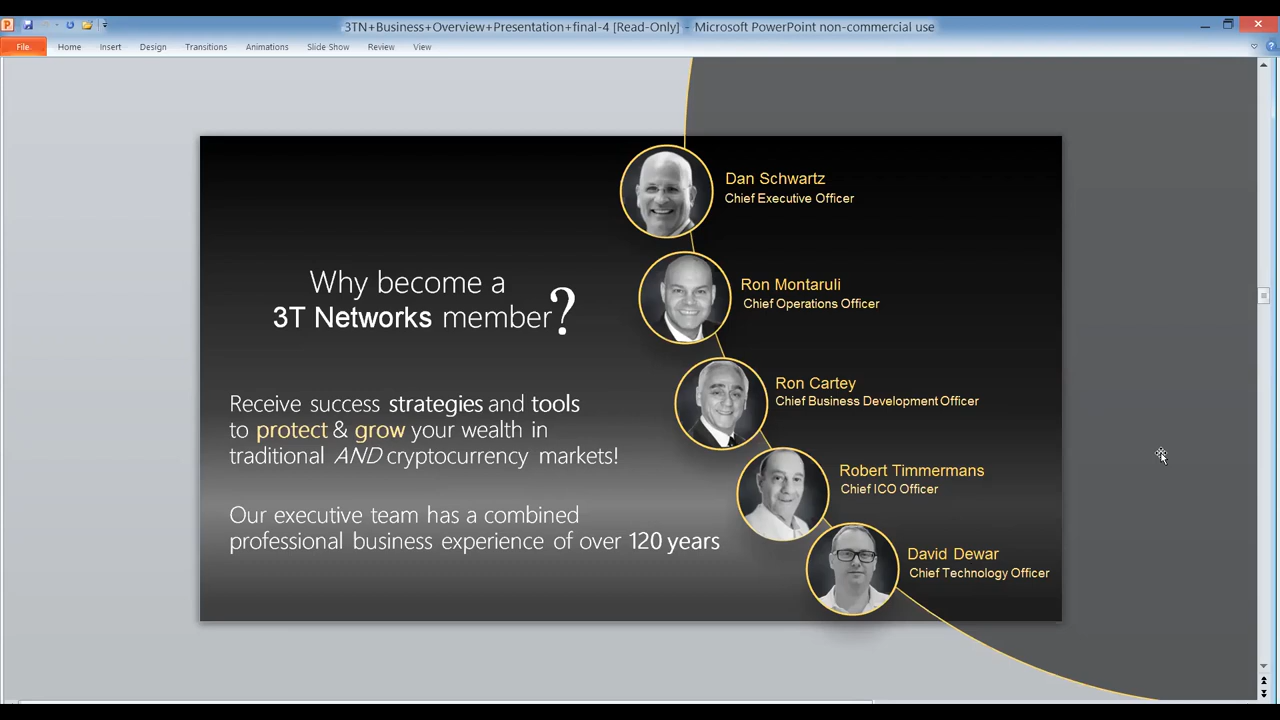 3TN+Business+Overview+Presentation+final-4 [Read-Only] - Microsoft PowerPoint non-commercial use
File Home Insert Design Transitions Animations Slide Show Review View
Why become a
3T Networks member?
Receive success strategies and tools
to protect & grow your wealth in
traditional AND cryptocurrency markets!
Our executive team has a combined
professional business experience of over 120 years
Dan Schwartz
Chief Executive Officer
Ron Montaruli
Chief Operations Officer
Ron Cartey
Chief Business Development Officer
Robert Timmermans
Chief ICO Officer
David Dewar
Chief Technology Officer